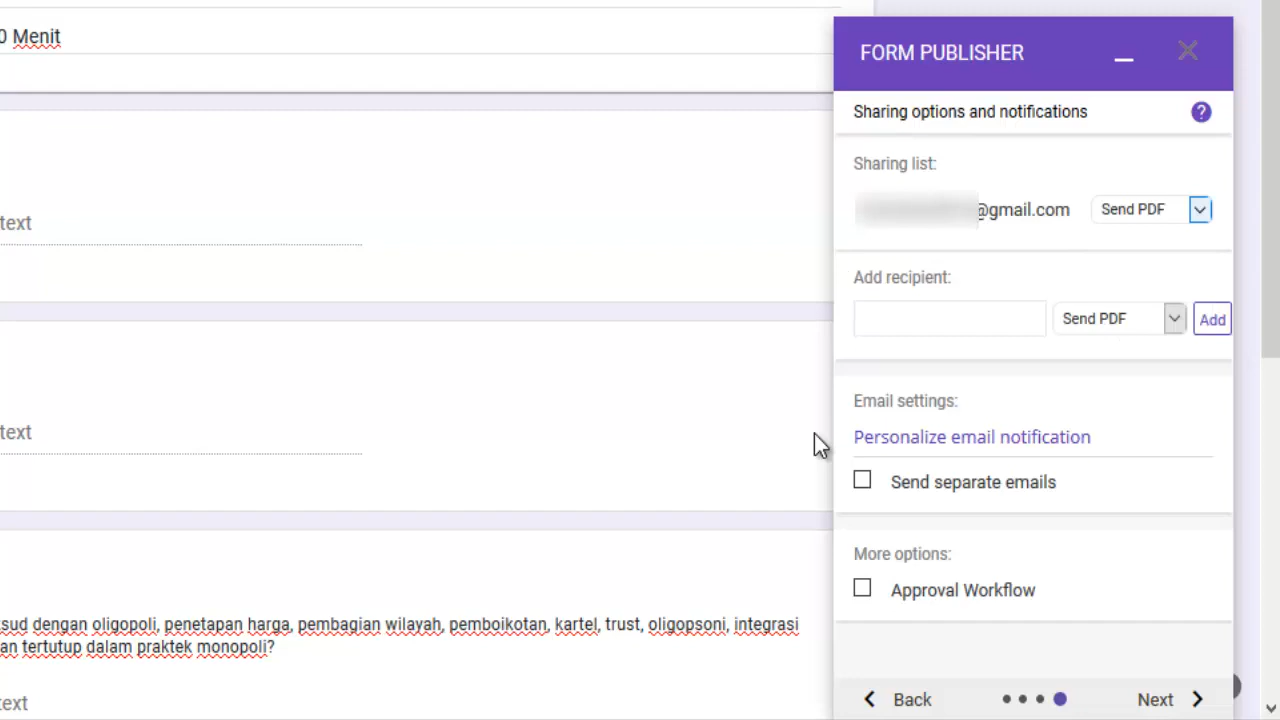 0 Menit
text
text
sud dengan oligopoli, penetapan harga, pembagian wilayah, pemboikotan, kartel, trust, oligopsoni, integrasi
an tertutup dalam praktek monopoli?
text
FORM PUBLISHER
Sharing options and notifications
?
Sharing list:
@gmail.com Send PDF
Add recipient:
Send PDF Add
Email settings:
Personalize email notification
Send separate emails
More options:
Approval Workflow
Back Next